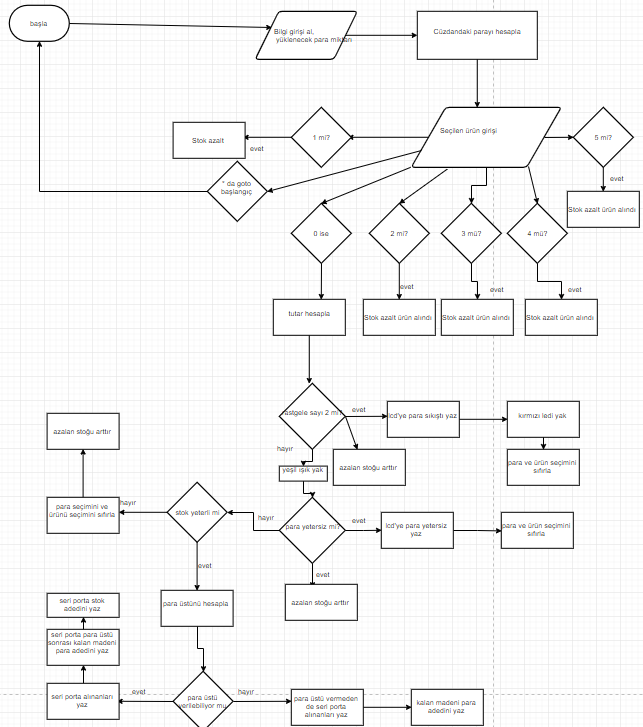 başla
Bilgi girişi al,
yüklenecek para miktarı
Cüzdandaki parayı hesapla
Seçilen ürün girişi
1 mi?
evet
Stok azalt
* da goto
başlangıç
5 mi?
evet
Stok azalt ürün alındı
0 ise
2 mi?
3 mü?
4 mü?
evet
evet
evet
tutar hesapla
Stok azalt ürün alındı
Stok azalt ürün alındı
Stok azalt ürün alındı
rastgele sayı 2 mi?
evet
lcd'ye para sıkıştı yaz
kırmızı ledi yak
azalan stoğu arttır
hayır
yeşil ışık yak
azalan stoğu arttır
para ve ürün seçimini
sıfırla
para seçimini ve
ürünü seçimini sıfırla
hayır
stok yeterli mi
hayır
para yetersiz mi?
evet
lcd'ye para yetersiz
yaz
para ve ürün seçimini
sıfırla
evet
evet
azalan stoğu arttır
para üstünü hesapla
seri porta stok
adedini yaz
seri porta para üstü
sonrası kalan madeni
para adedini yaz
seri porta alınanları
yaz
evet
para üstü
verilebiliyor mu
hayır
para üstü vermeden
de seri porta
alınanları yaz
kalan madeni para
adedini yaz